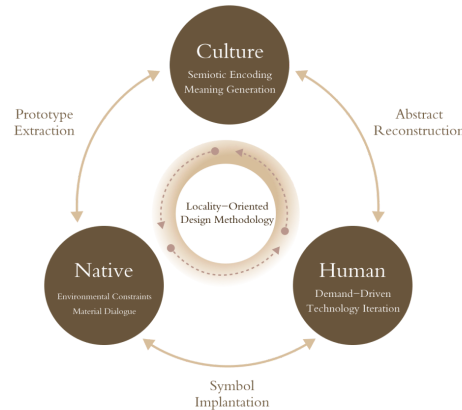 Culture
Semiotic Encoding
Meaning Generation
Prototype
Extraction
Abstract
Reconstruction
Locality-Oriented
Design Methodology
Native
Environmental Constraints
Material Dialogue
Human
Demand-Driven
Technology Iteration
Symbol
Implantation